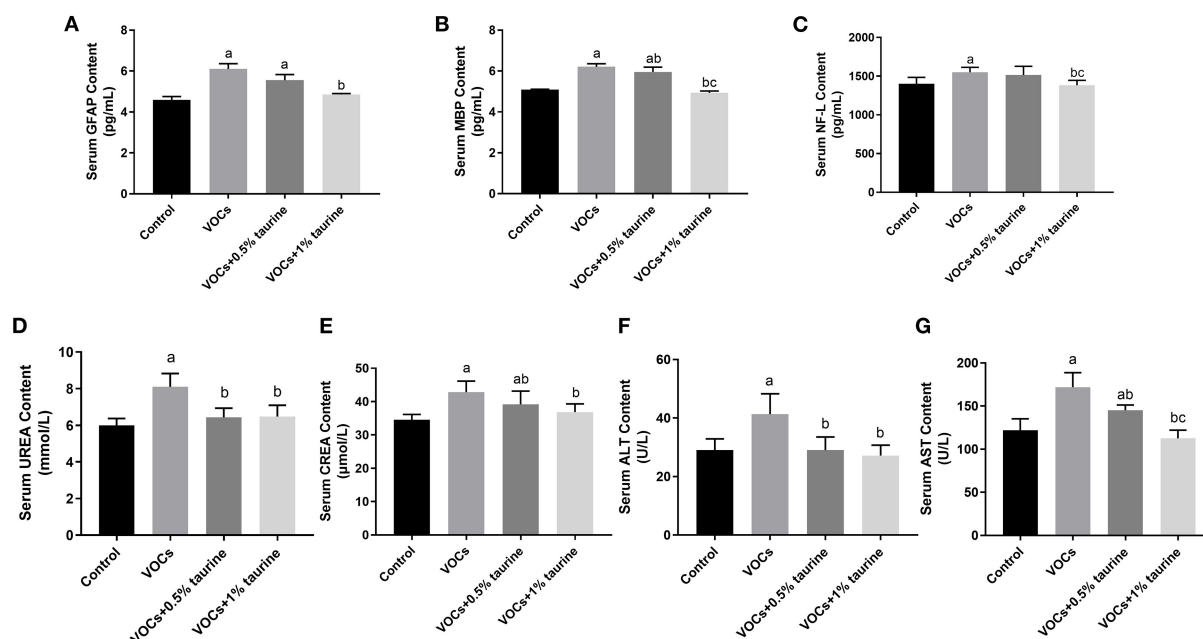 A
Serum GFAP Content
(pg/mL)
8
6
4
2
0
a
a
b
Control
VOCs
VOCs+0.5% taurine
VOCs+1% taurine
B
Serum MBP Content
(pg/mL)
8
6
4
2
0
a
ab
bc
Control
VOCs
VOCs+0.5% taurine
VOCs+1% taurine
C
Serum NF-L Content
(pg/mL)
2000
1500
1000
500
0
a
bc
Control
VOCs
VOCs+0.5% taurine
VOCs+1% taurine
D
Serum UREA Content
(mmol/L)
10
8
6
4
2
0
a
b
b
Control
VOCs
VOCs+0.5% taurine
VOCs+1% taurine
E
Serum CREA Content
(μmol/L)
50
40
30
20
10
0
a
ab
b
Control
VOCs
VOCs+0.5% taurine
VOCs+1% taurine
F
Serum ALT Content
(U/L)
60
40
20
0
a
b
b
Control
VOCs
VOCs+0.5% taurine
VOCs+1% taurine
G
Serum AST Content
(U/L)
200
150
100
50
0
a
ab
bc
Control
VOCs
VOCs+0.5% taurine
VOCs+1% taurine